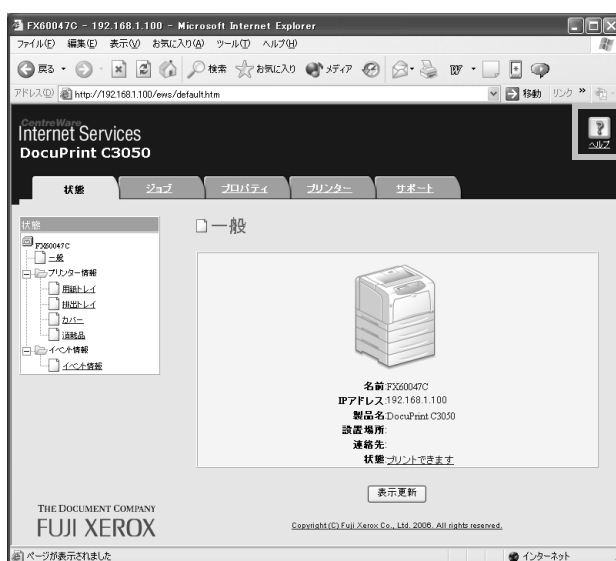 FX60047C - 192.168.1.100 - Microsoft Internet Explorer
ファイル(F) 編集(E) 表示(V) お気に入り(A) ツール(T) ヘルプ(H)
戻る 検索 お気に入り メディア
アドレス(D) http://192.168.1.100/ews/default.htm 移動 リンク »
CentreWare
Internet Services
DocuPrint C3050
ヘルプ
状態 ジョブ プロパティ プリンター サポート
状態
FX60047C
一般
プリンター情報
用紙トレイ
排出トレイ
カバー
消耗品
イベント情報
イベント情報
一般
名前:FX60047C
IPアドレス:192.168.1.100
製品名:DocuPrint C3050
設置場所:
連絡先:
状態:プリントできます
表示更新
THE DOCUMENT COMPANY
FUJI XEROX
Copyright(C) Fuji Xerox Co., Ltd. 2006. All rights reserved.
ページが表示されました インターネット